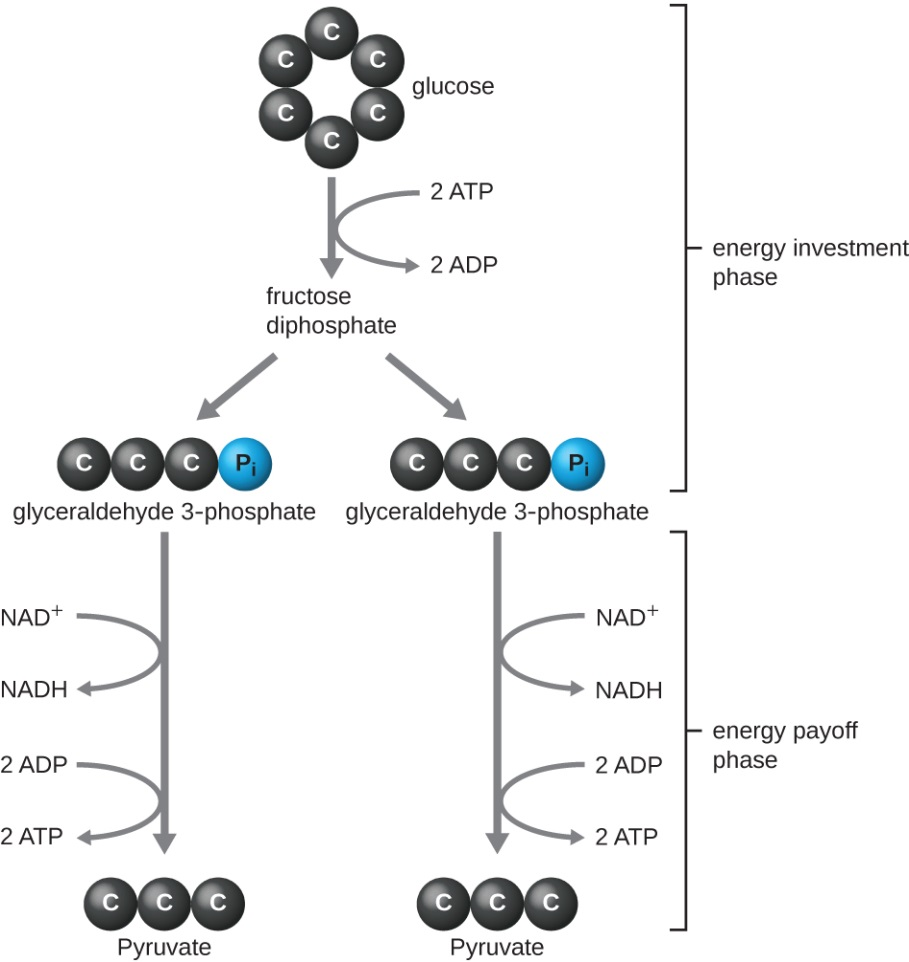 C
C C
glucose
C C
C
2 ATP
2 ADP
energy investment
phase
fructose
diphosphate
C C C Pi
C C C Pi
glyceraldehyde 3-phosphate
glyceraldehyde 3-phosphate
NAD+
NADH
2 ADP
2 ATP
NAD+
NADH
2 ADP
2 ATP
energy payoff
phase
C C C
Pyruvate
C C C
Pyruvate